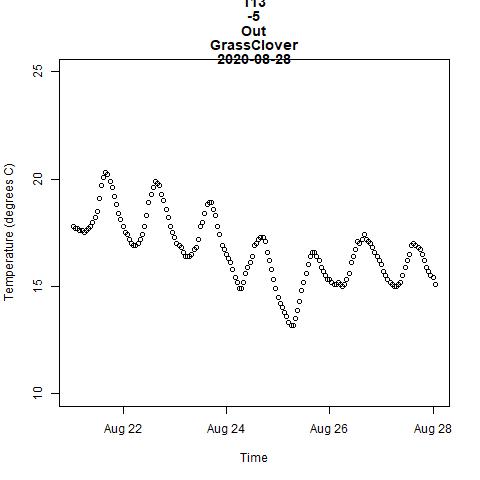 T13
-5
Out
GrassClover
2020-08-28
Temperature (degrees C)
25
20
15
10
Aug 22
Aug 24
Aug 26
Aug 28
Time